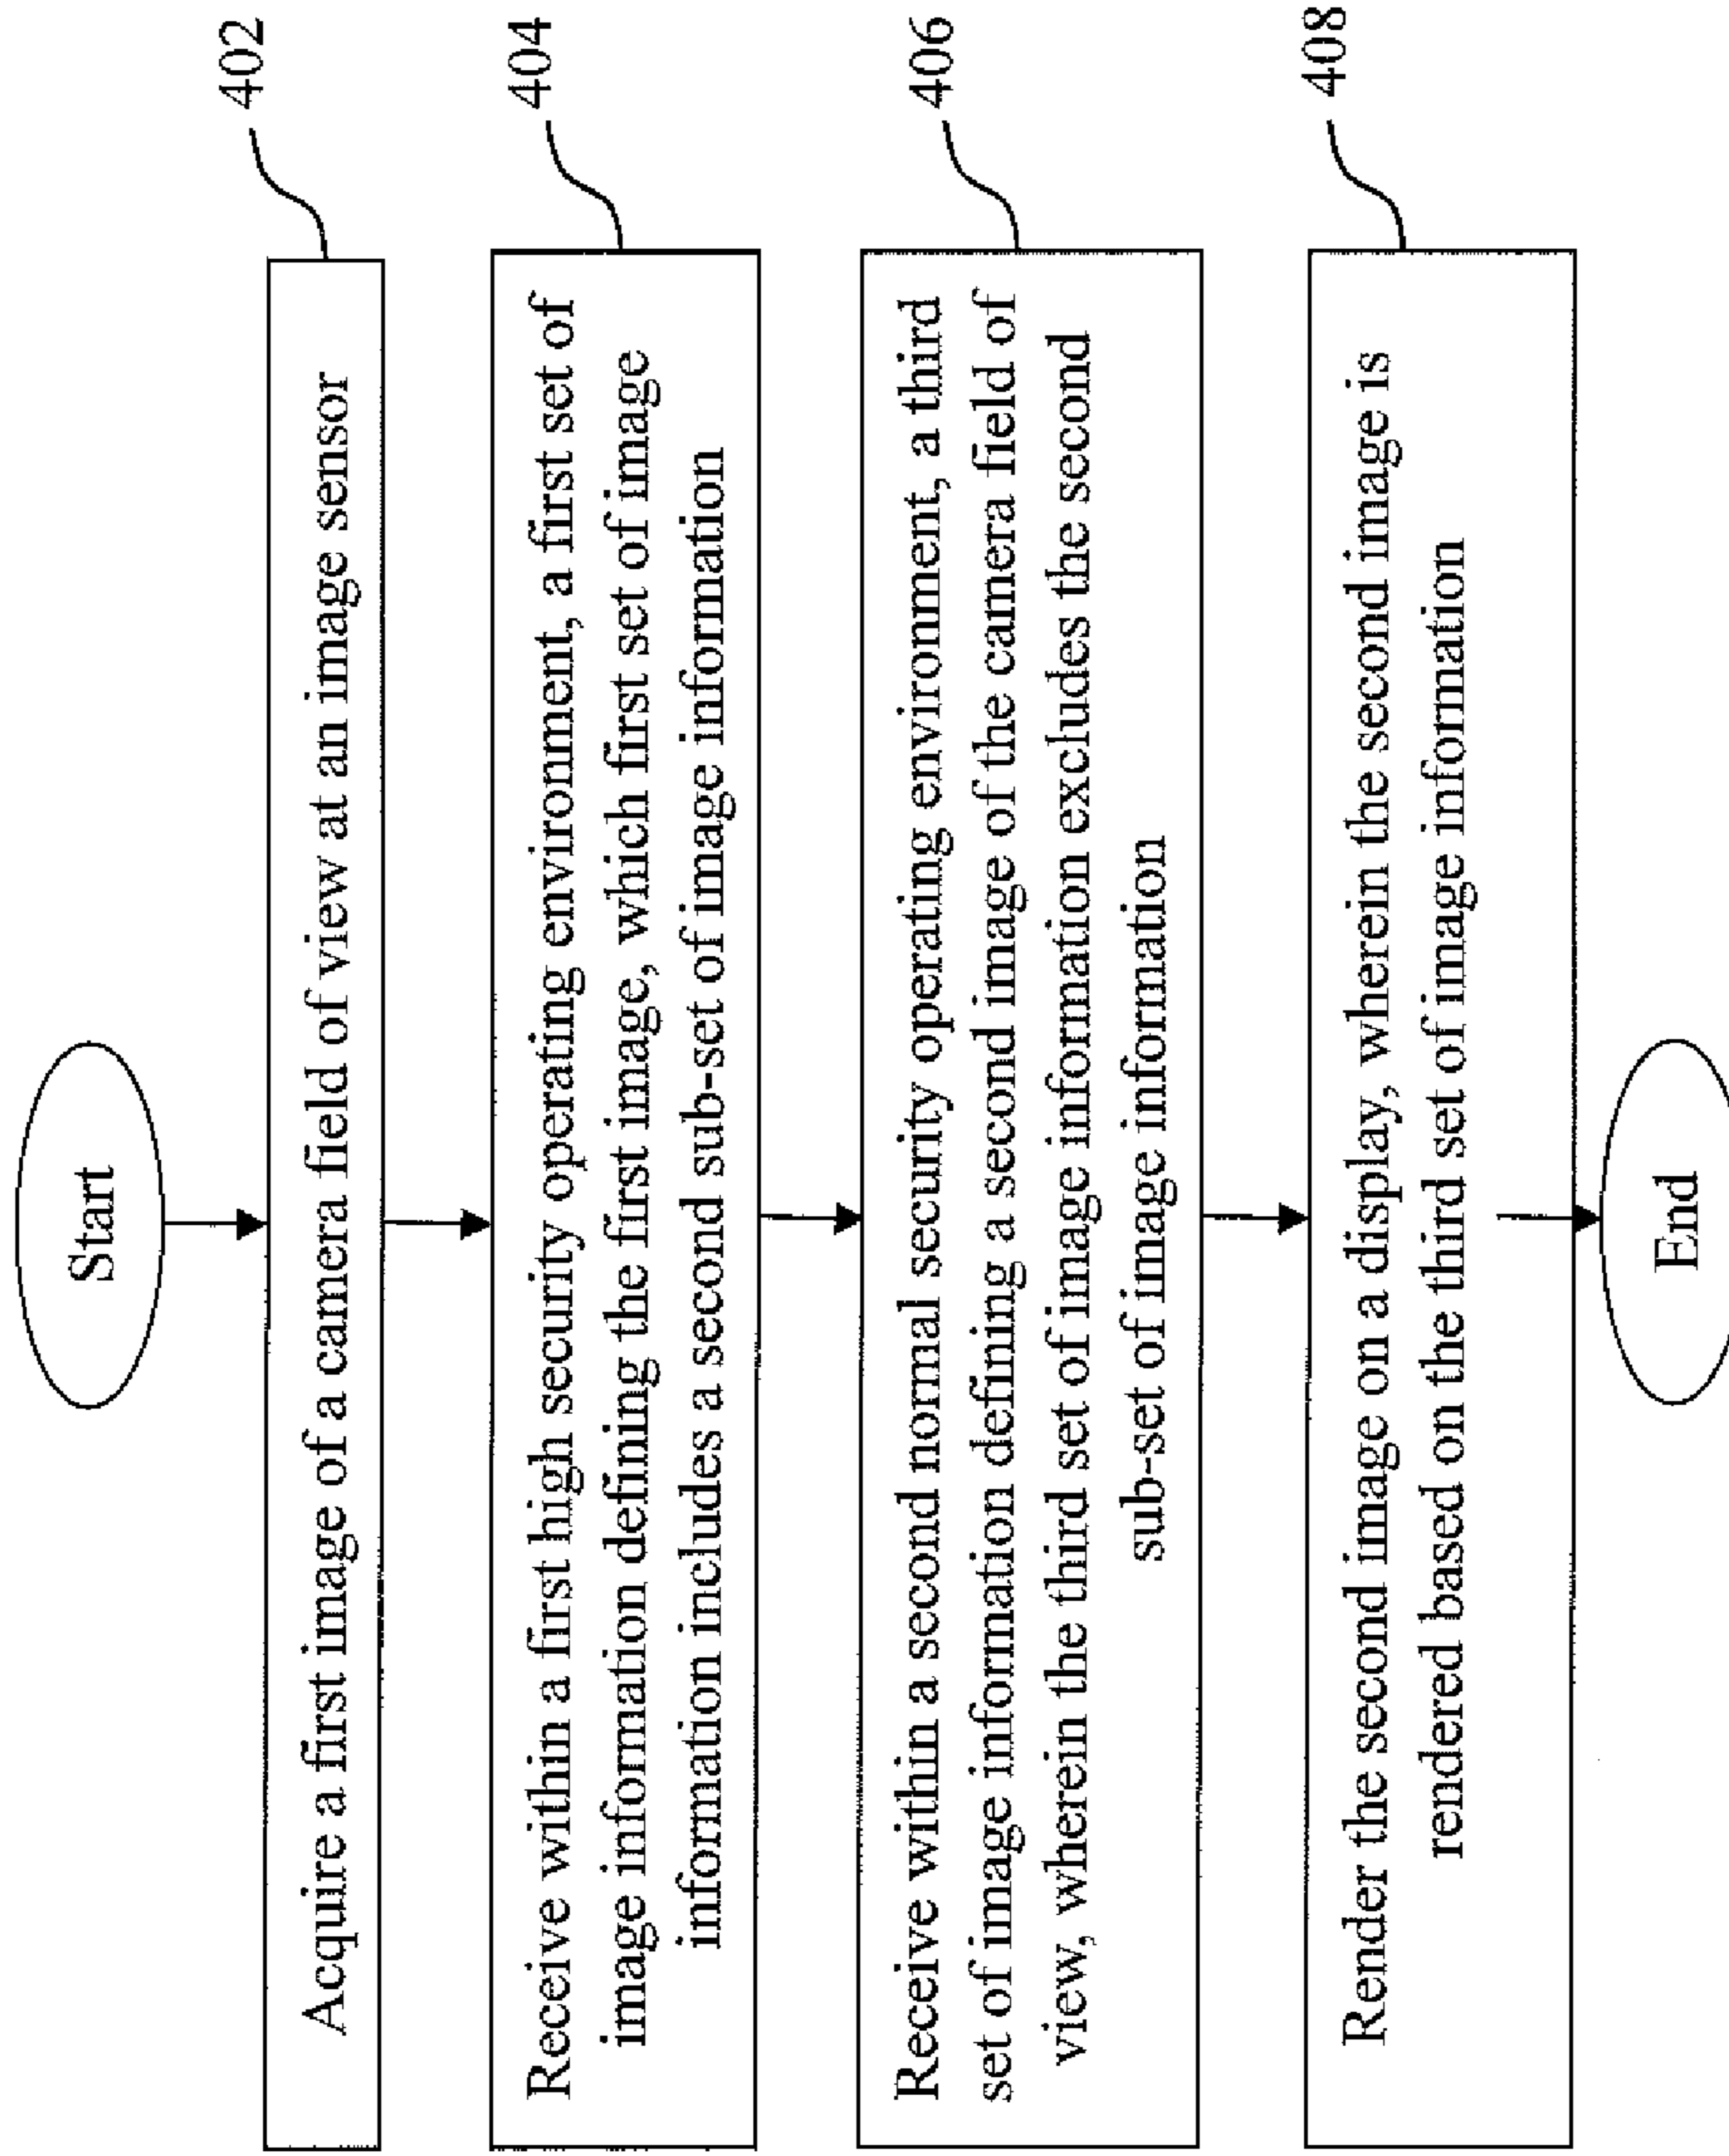 Start
Acquire a first image of a camera field of view at an image sensor
402
Receive within a first high security operating environment, a first set of
image information defining the first image, which first set of image
information includes a second sub-set of image information
404
Receive within a second normal security operating environment, a third
set of image information defining a second image of the camera field of
view, wherein the third set of image information excludes the second
sub-set of image information
406
Render the second image on a display, wherein the second image is
rendered based on the third set of image information
408
End